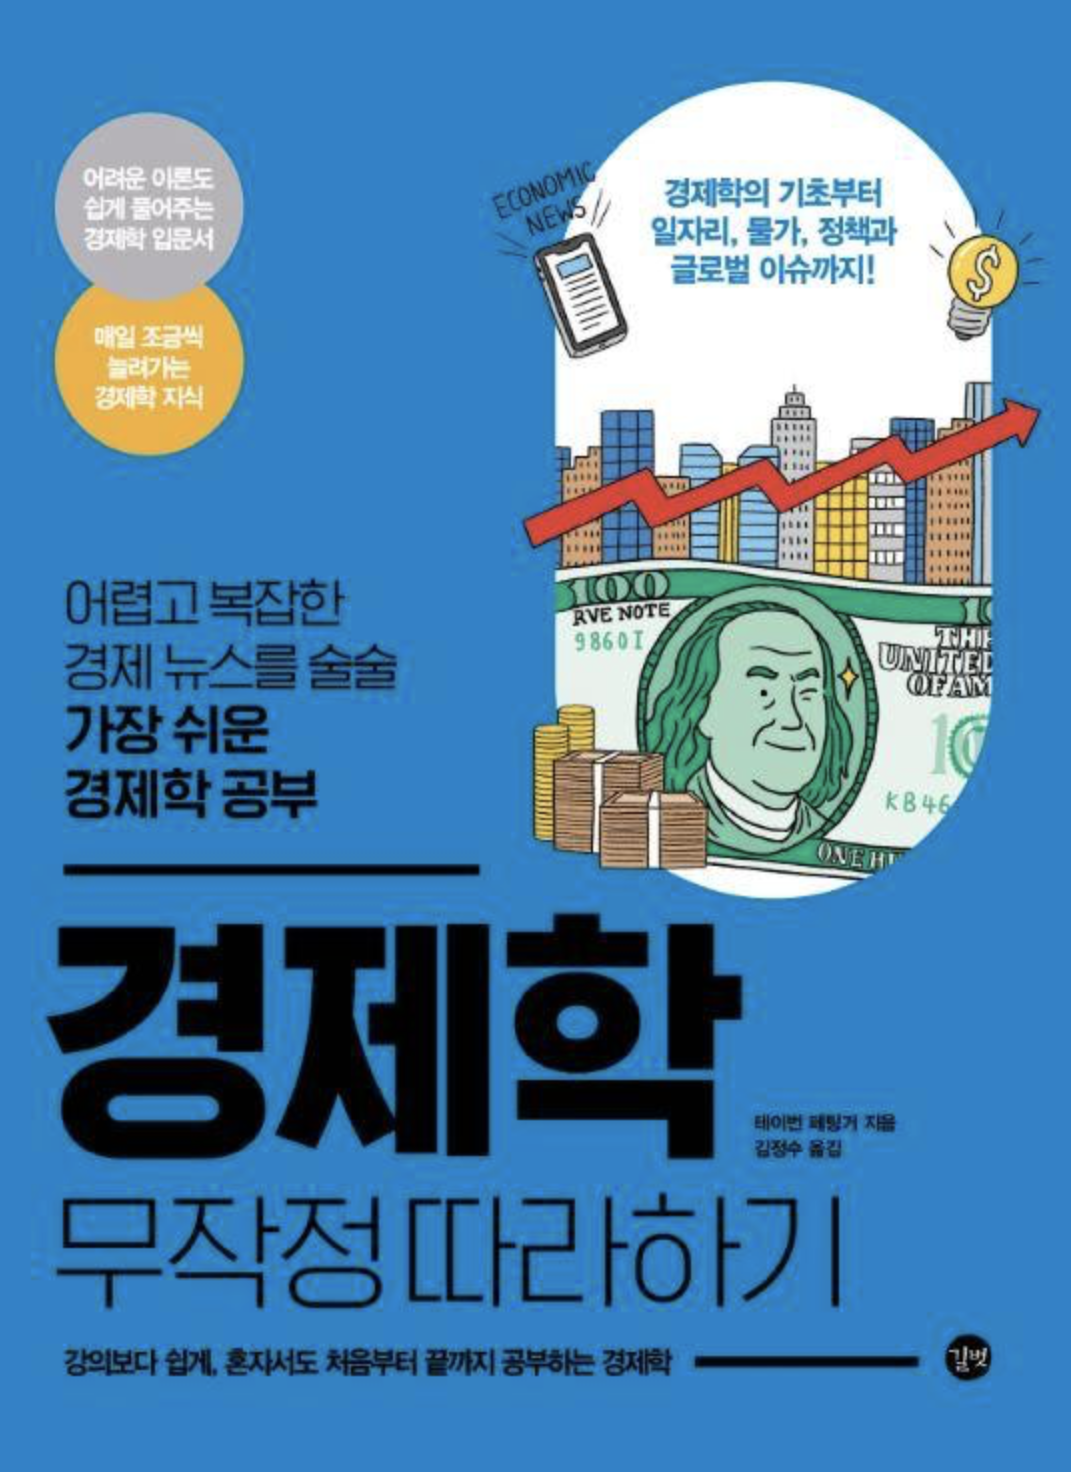 어려운 이론도
쉽게 풀어주는
경제학 입문서
매일 조금씩
늘려가는
경제학 지식
ECONOMIC
NEWS
경제학의 기초부터
일자리, 물가, 정책과
글로벌 이슈까지!
$
100
RVE NOTE
9860I
THE
UNITED
OF AM
KB46
ONE HU
어렵고 복잡한
경제 뉴스를 술술
가장 쉬운
경제학 공부
경제학
테이번 페팅거 지음
김정수 옮김
무작정 따라하기
강의보다 쉽게, 혼자서도 처음부터 끝까지 공부하는 경제학
길벗